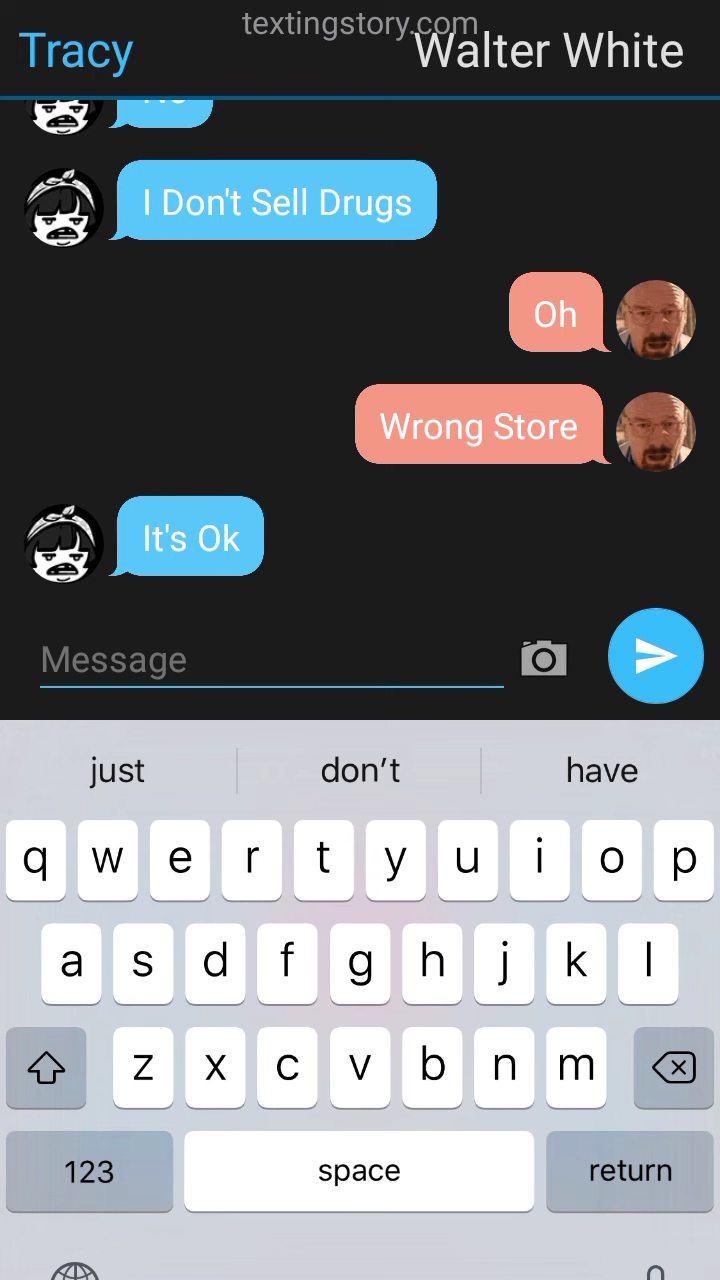 textingstory.com
Tracy
Walter White
No
I Don't Sell Drugs
Oh
Wrong Store
It's Ok
Message
just don’t have
q w e r t y u i o p
a s d f g h j k l
z x c v b n m
123 space return